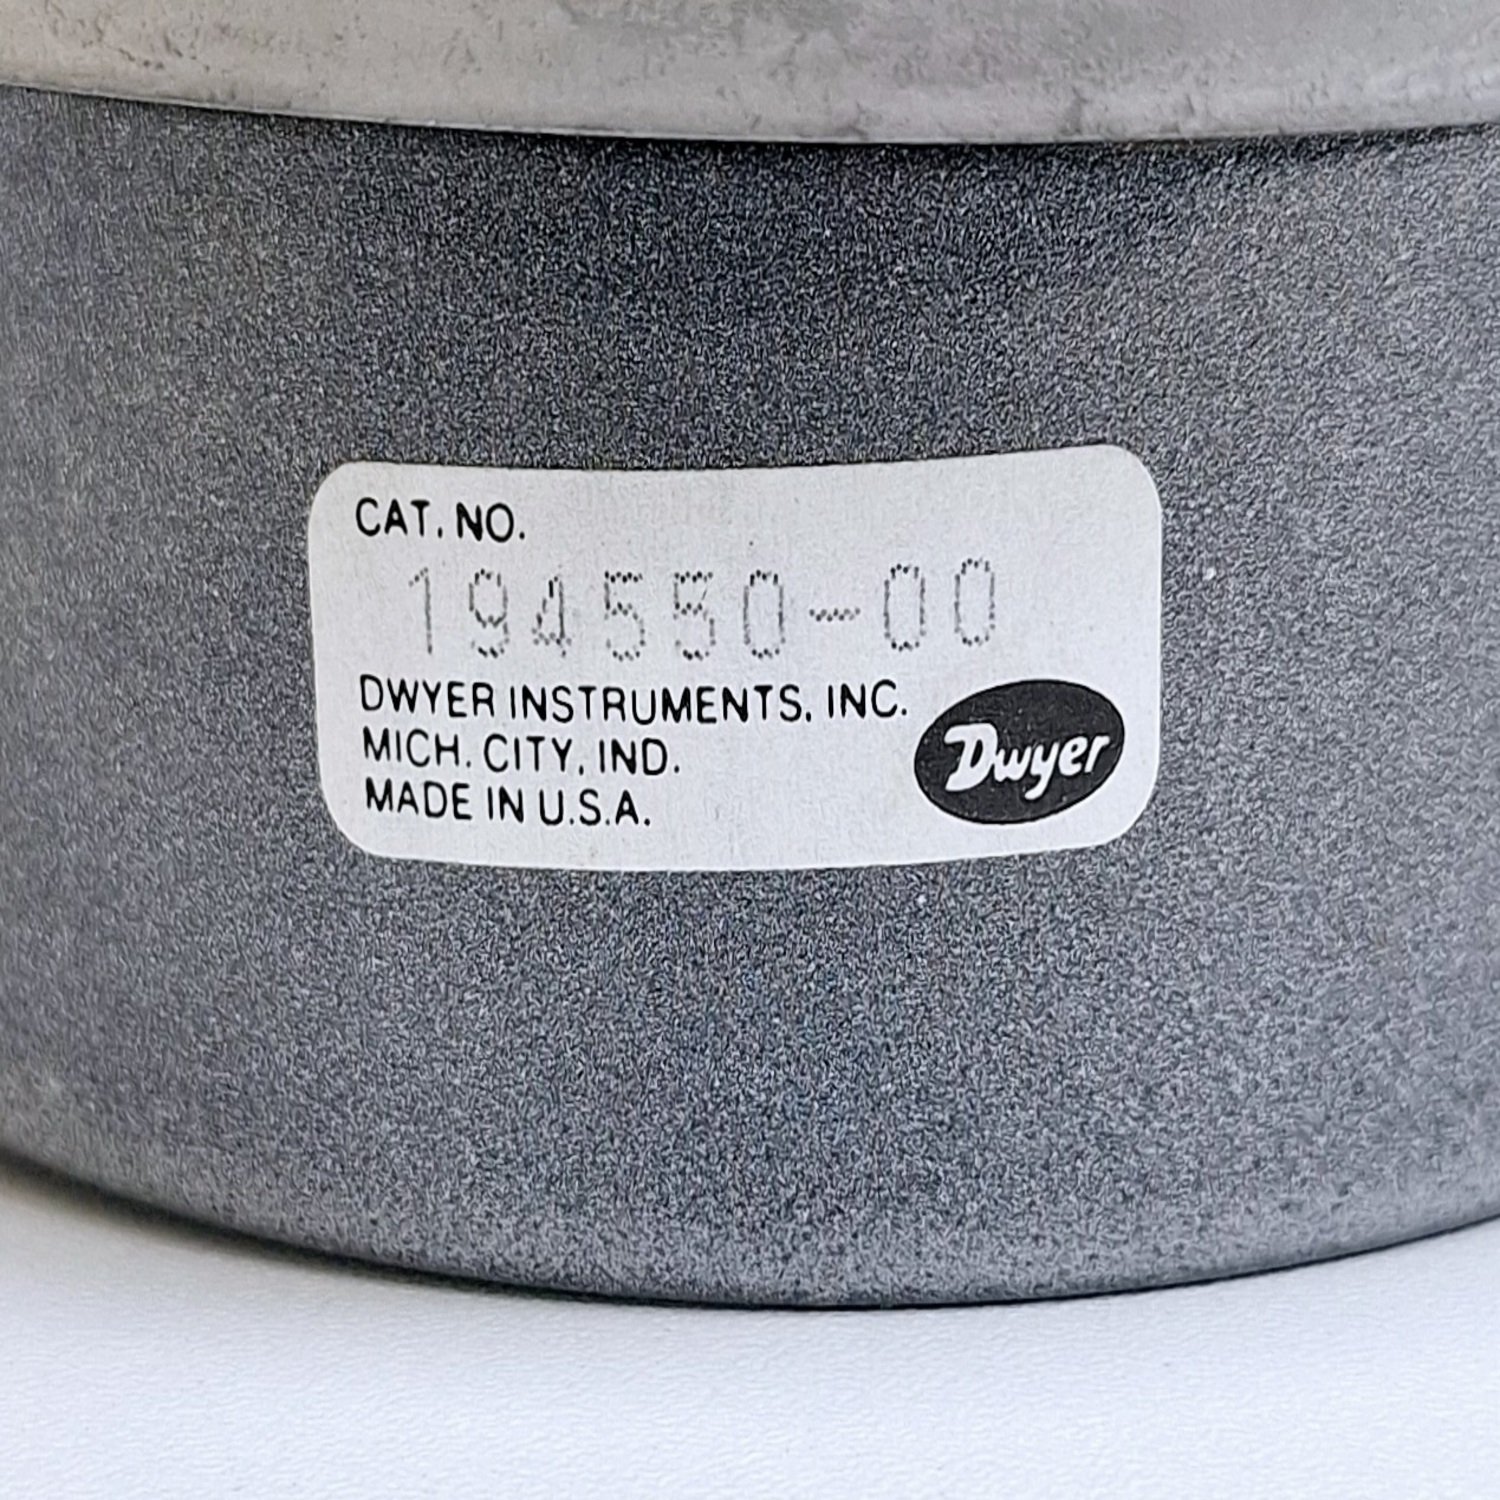 CAT. NO.
194550-00
DWYER INSTRUMENTS, INC.
MICH. CITY, IND.
MADE IN U.S.A.
Dwyer